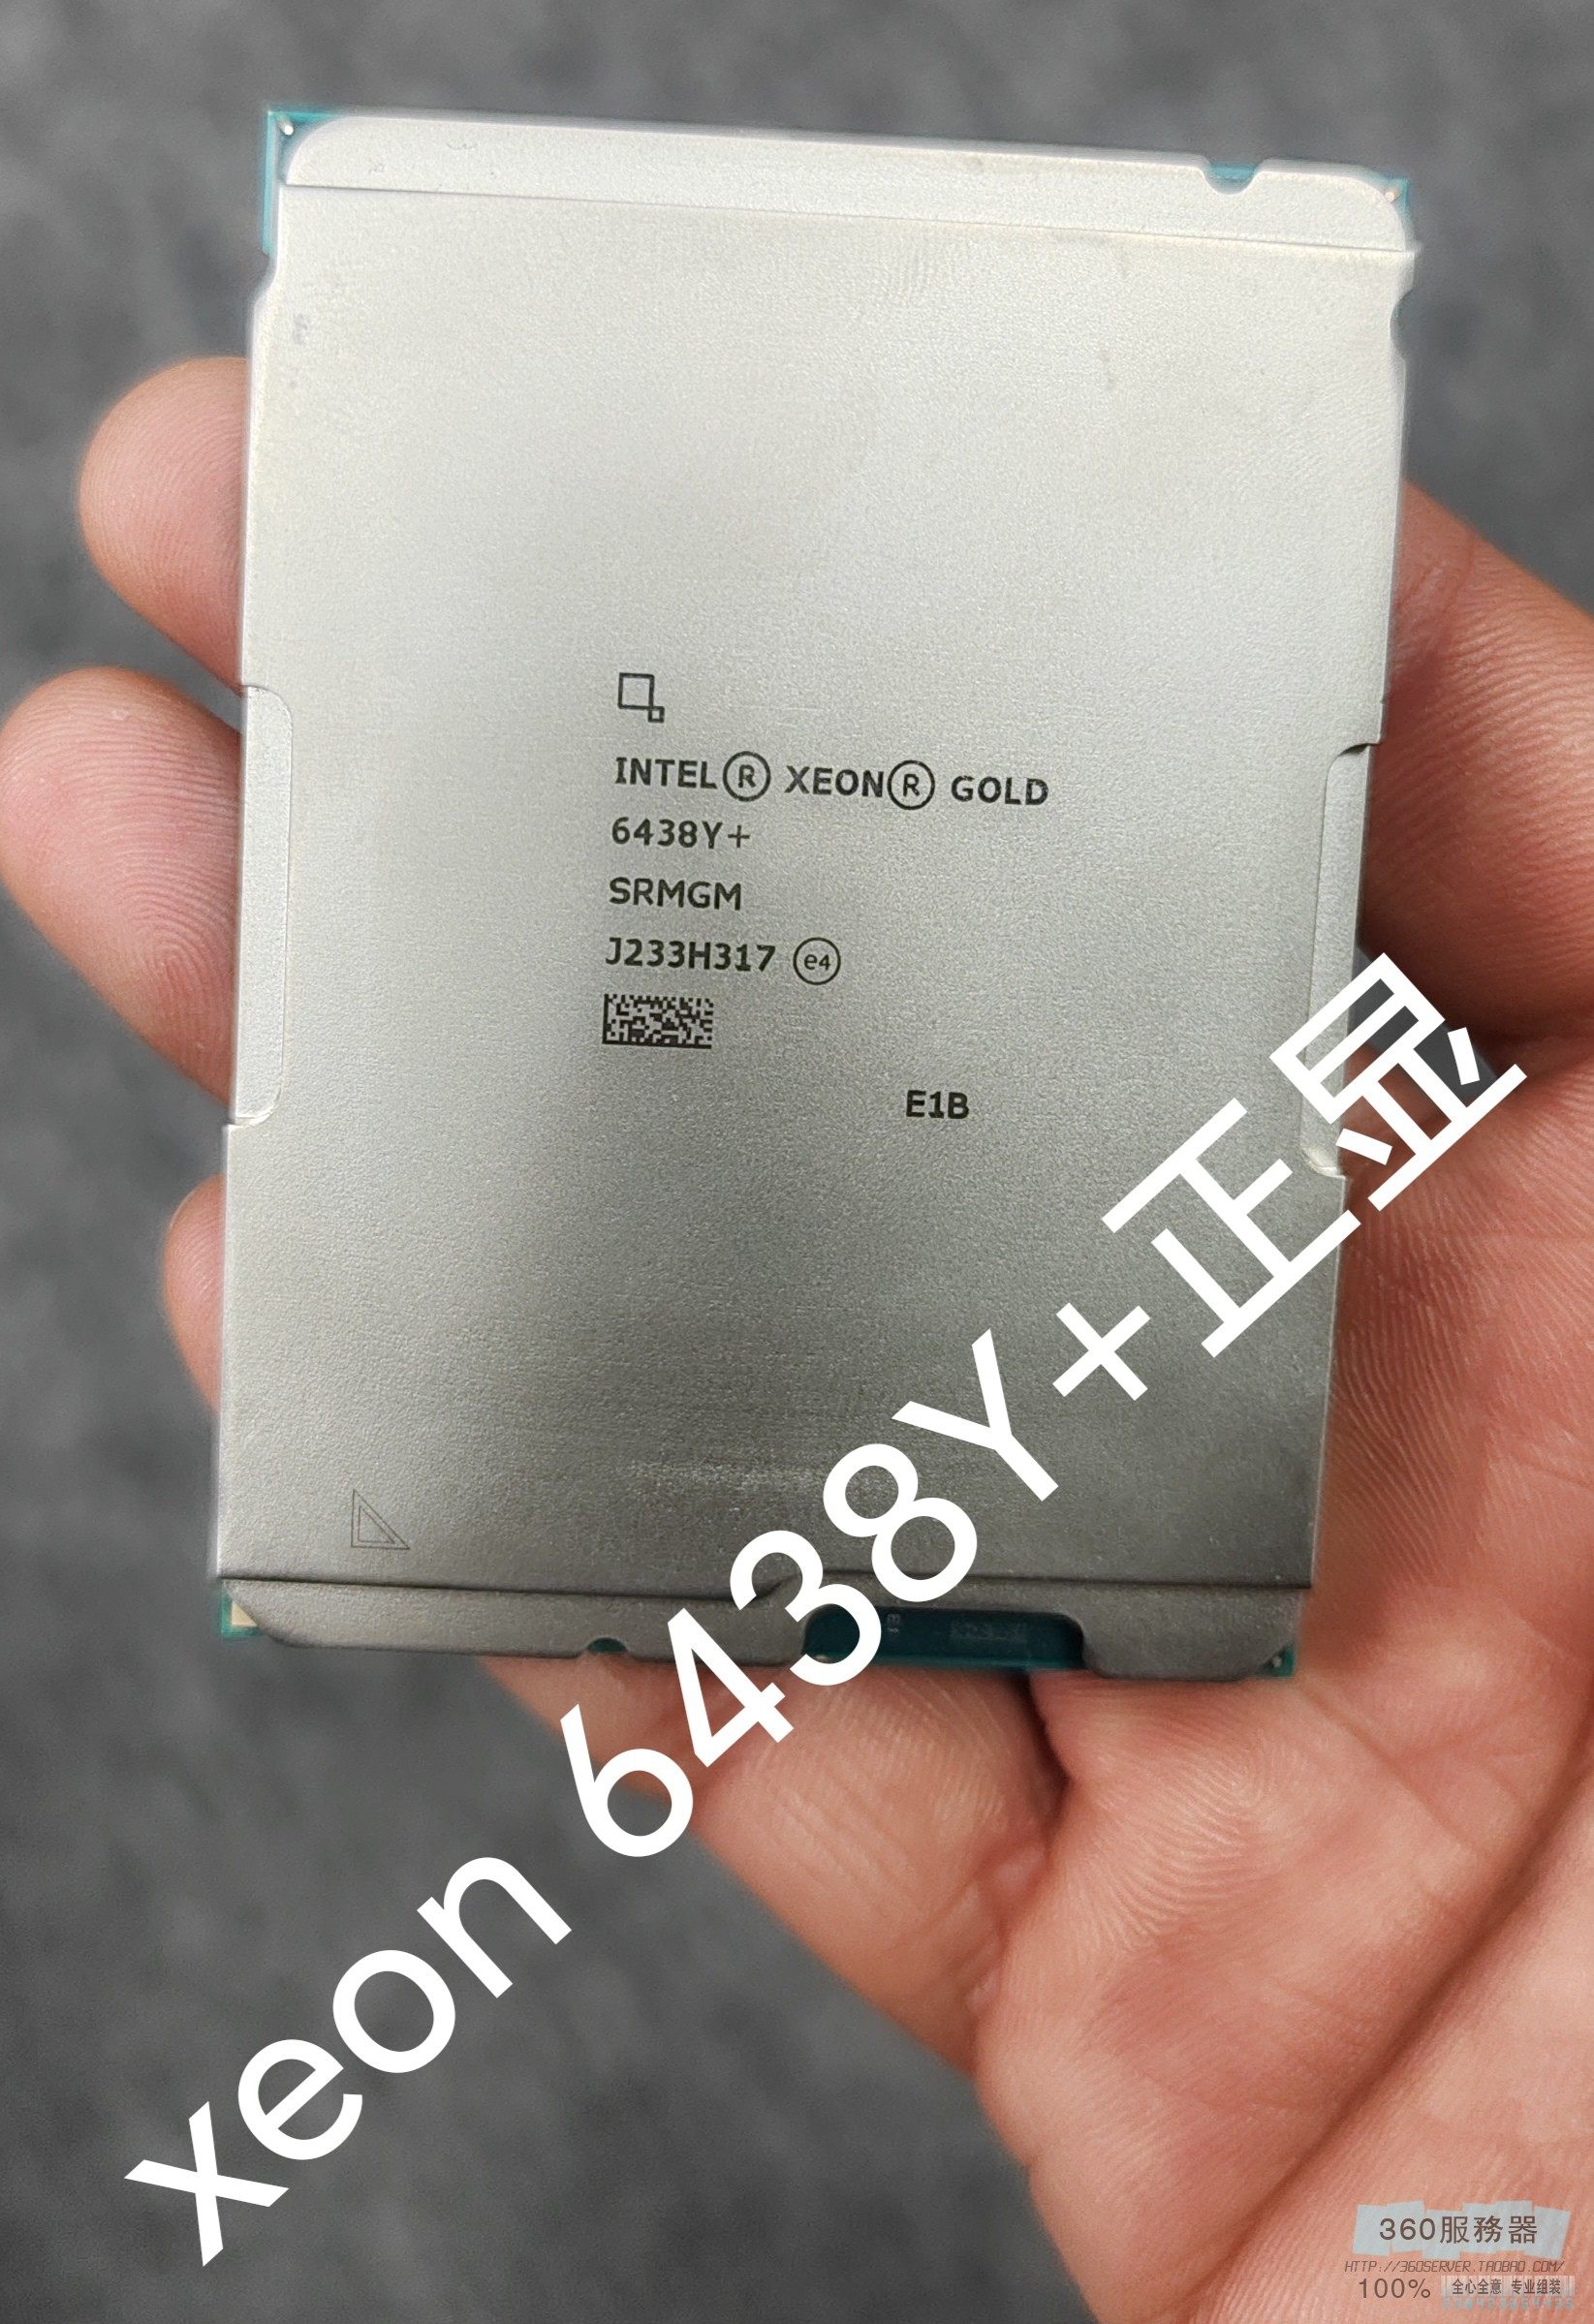 INTEL® XEON® GOLD
6438Y+
SRMGM
J233H317 e4
E1B
xeon 6438Y+正显
360服務器
HTTP://360SERVER.TAOBAO.COM/
100% 全心全意 专业组装